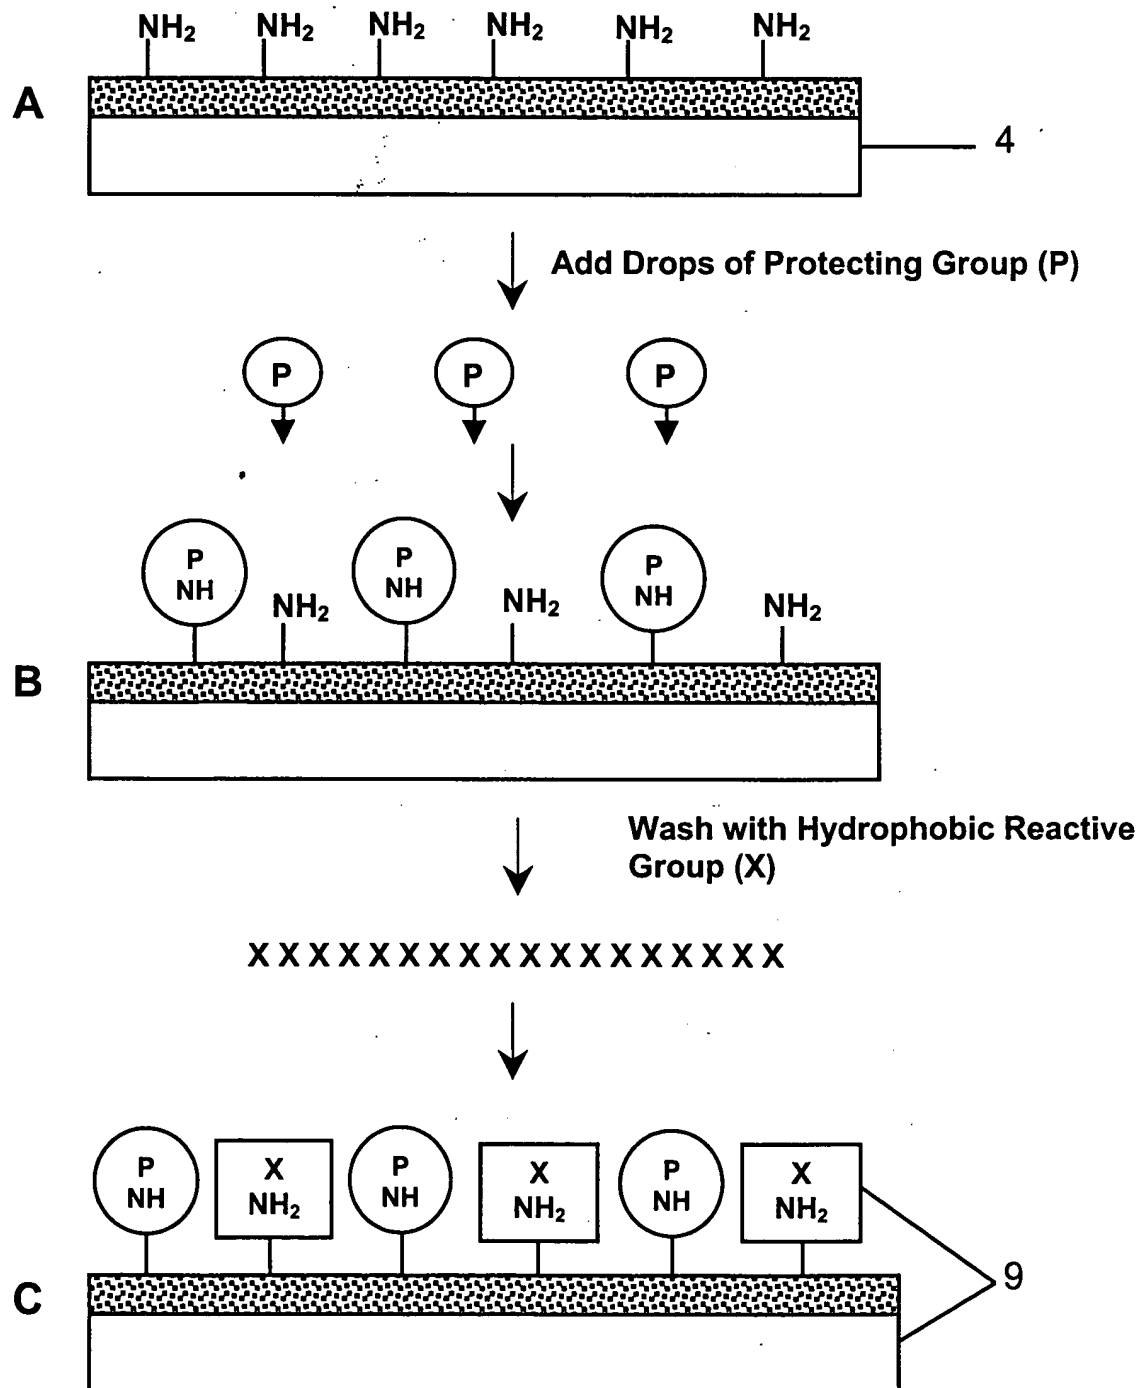 NH₂ NH₂ NH₂ NH₂ NH₂ NH₂
A
4
Add Drops of Protecting Group (P)
P P P
P P P
NH NH₂ NH NH₂ NH NH₂
B
Wash with Hydrophobic Reactive
Group (X)
X X X X X X X X X X X X X X X X X X
P X P X P X
NH NH₂ NH NH₂ NH NH₂
C
9